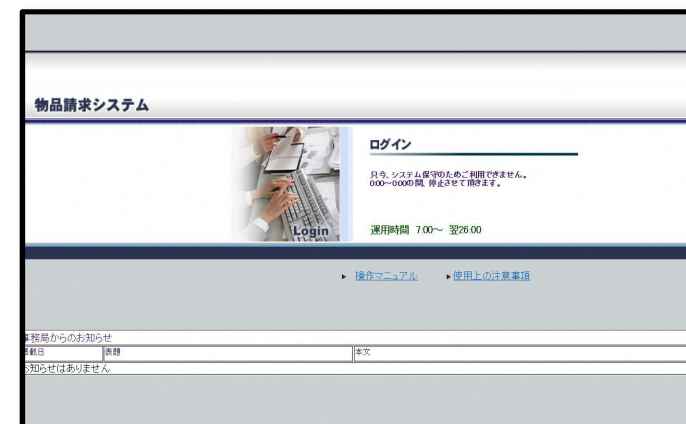 物品請求システム
ログイン
只今、システム保守のためご利用できません。
0:00～0:00の間、停止させて頂きます。
Login
運用時間 7:00～ 翌26:00
操作マニュアル
使用上の注意事項
事務局からのお知らせ
掲載日 表題 本文
お知らせはありません